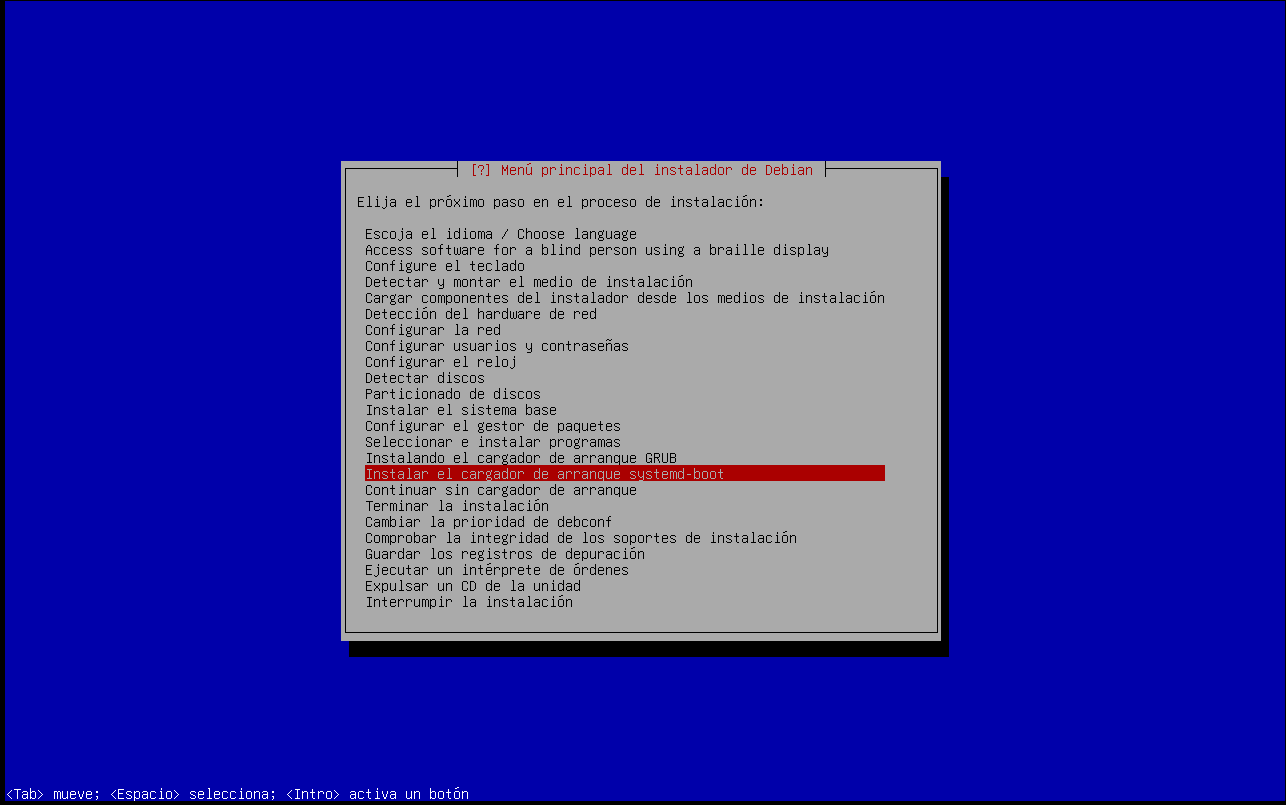 [?] Menú principal del instalador de Debian
Elija el próximo paso en el proceso de instalación:
Escoja el idioma / Choose language
Access software for a blind person using a braille display
Configure el teclado
Detectar y montar el medio de instalación
Cargar componentes del instalador desde los medios de instalación
Detección del hardware de red
Configurar la red
Configurar usuarios y contraseñas
Configurar el reloj
Detectar discos
Particionado de discos
Instalar el sistema base
Configurar el gestor de paquetes
Seleccionar e instalar programas
Instalando el cargador de arranque GRUB
Instalar el cargador de arranque systemd-boot
Continuar sin cargador de arranque
Terminar la instalación
Cambiar la prioridad de debconf
Comprobar la integridad de los soportes de instalación
Guardar los registros de depuración
Ejecutar un intérprete de órdenes
Expulsar un CD de la unidad
Interrumpir la instalación
<Tab> mueve; <Espacio> selecciona; <Intro> activa un botón